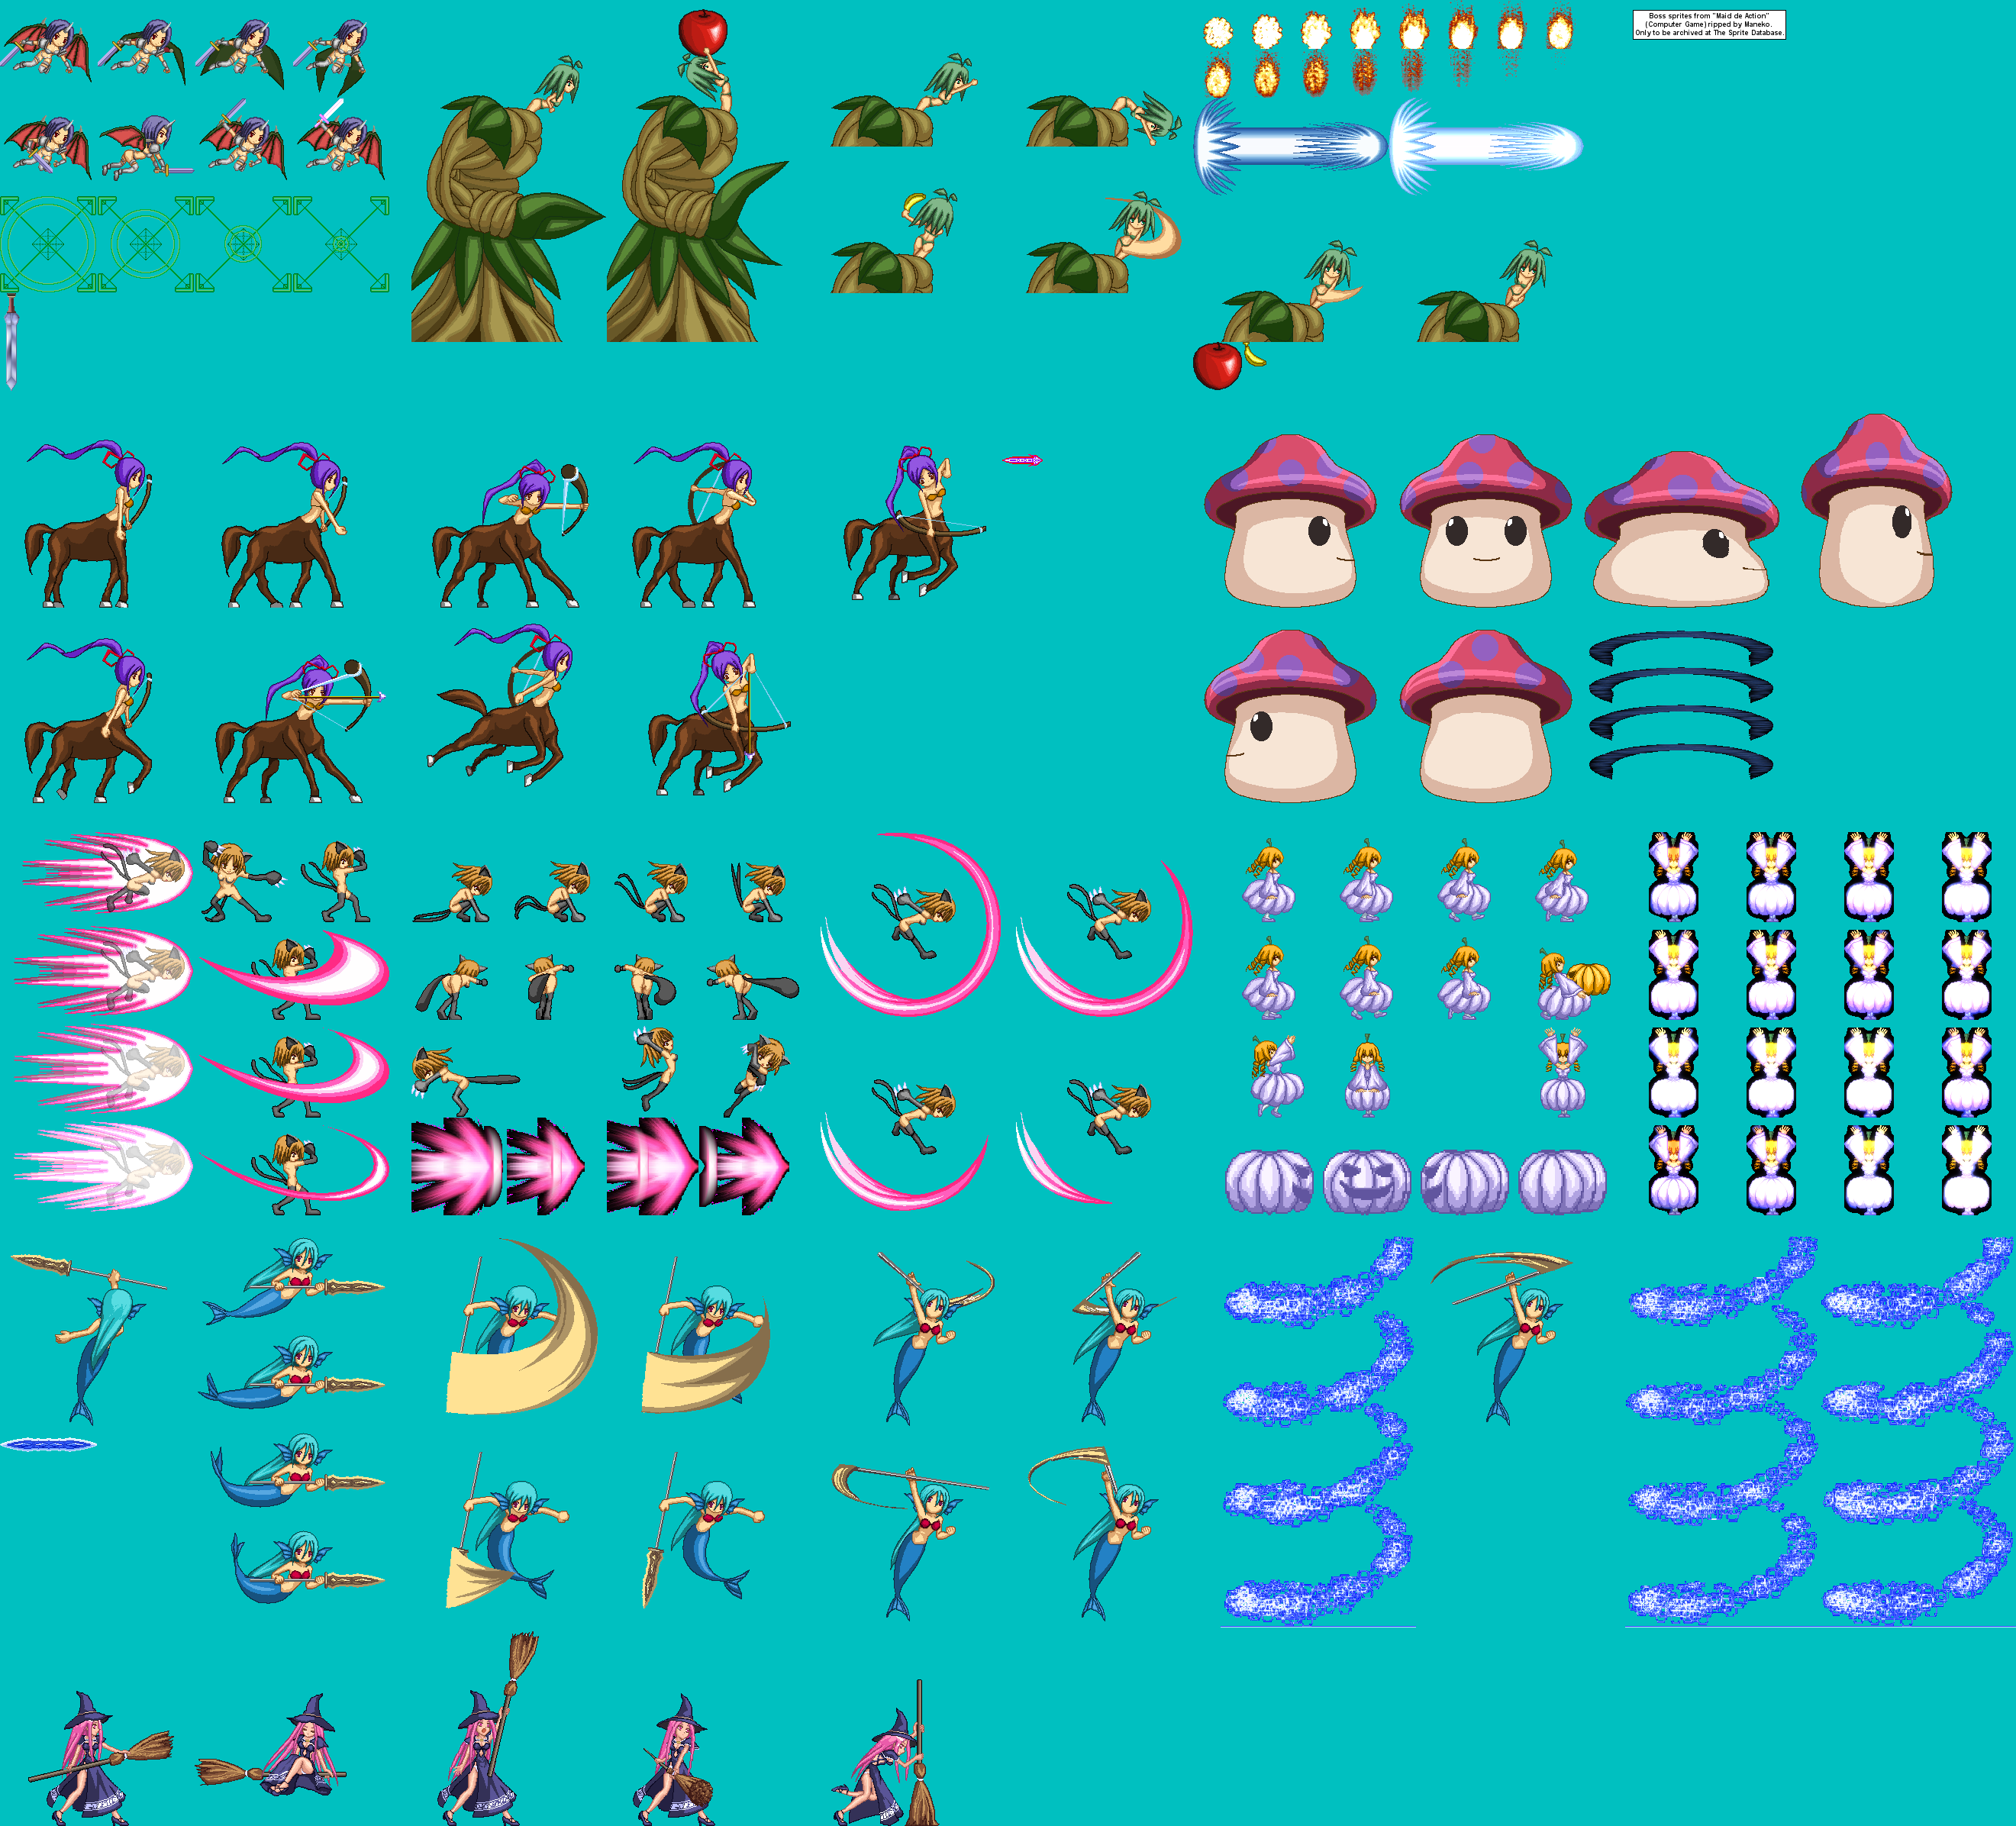 Boss sprites from "Maid de Action"
(Computer Game) ripped by Maneko.
Only to be archived at The Sprite Database.